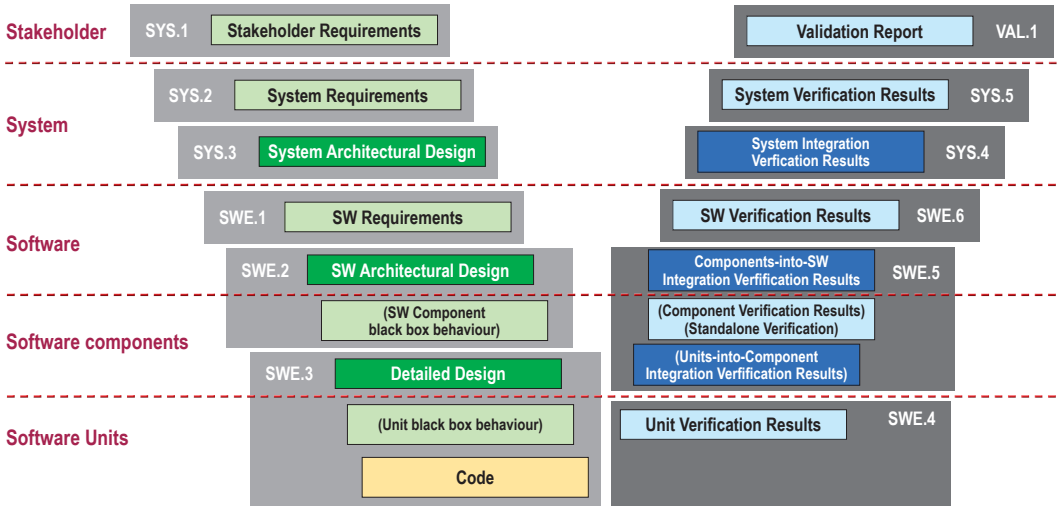 Stakeholder
SYS.1
Stakeholder Requirements
Validation Report
VAL.1
System
SYS.2
System Requirements
System Verification Results
SYS.5
SYS.3
System Architectural Design
System Integration
Verfication Results
SYS.4
Software
SWE.1
SW Requirements
SW Verification Results
SWE.6
SWE.2
SW Architectural Design
Components-into-SW
Integration Verfification Results
SWE.5
Software components
(SW Component
black box behaviour)
(Component Verification Results)
(Standalone Verification)
(Units-into-Component
Integration Verfification Results)
SWE.3
Detailed Design
Software Units
(Unit black box behaviour)
Unit Verification Results
SWE.4
Code